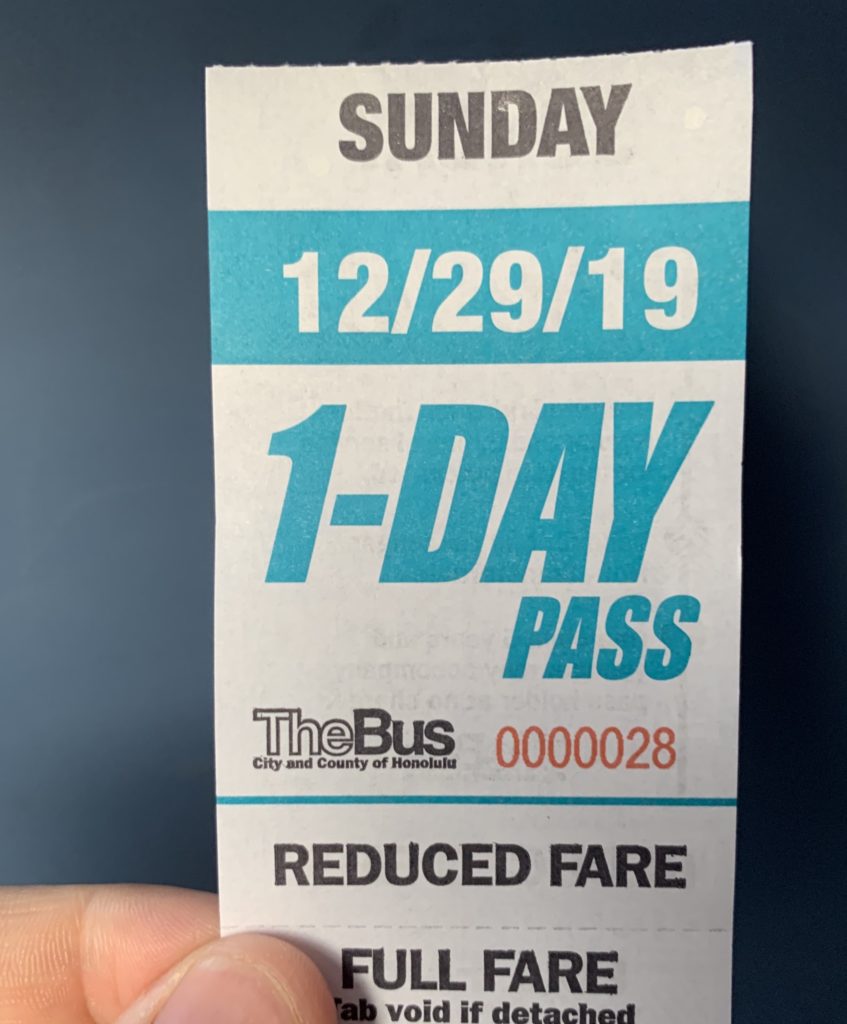 SUNDAY
12/29/19
1-DAY
PASS
TheBus
City and County of Honolulu
0000028
REDUCED FARE
FULL FARE
Tab void if detached